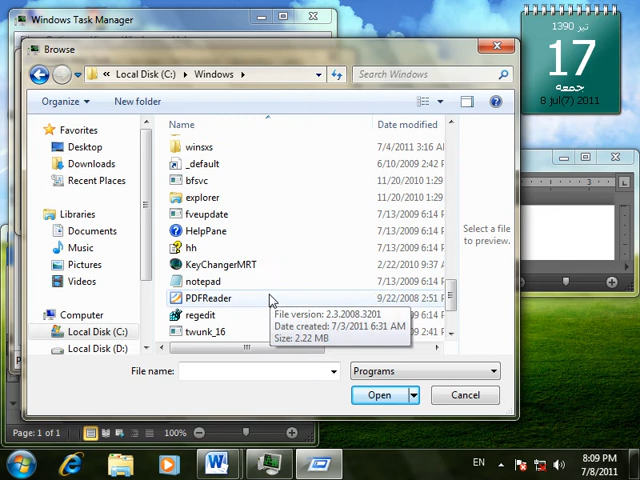 Windows Task Manager
Browse
Local Disk (C:)
Windows
Search Windows
Organize
New folder
Name
Date modified
winsxs
7/4/2011 3:16 A
_default
6/10/2009 2:42 P
bfsvc
11/20/2010 1:29
explorer
11/20/2010 1:29
fveupdate
7/13/2009 6:14 P
HelpPane
7/13/2009 6:14 P
hh
7/13/2009 6:14 P
KeyChangerMRT
2/22/2010 9:37 A
notepad
7/13/2009 6:14 P
PDFReader
9/22/2008 2:51 P
regedit
twunk_16
File version: 2.3.2008.3201
Date created: 7/3/2011 6:31 AM
Size: 2.22 MB
Favorites
Desktop
Downloads
Recent Places
Libraries
Documents
Music
Pictures
Videos
Computer
Local Disk (C:)
Local Disk (D:)
Select a file
to preview.
File name:
Programs
Open
Cancel
تیر 1390
17
جمعه
8 jul(7) 2011
3
Page: 1 of 1
100%
EN
8:09 PM
7/8/2011